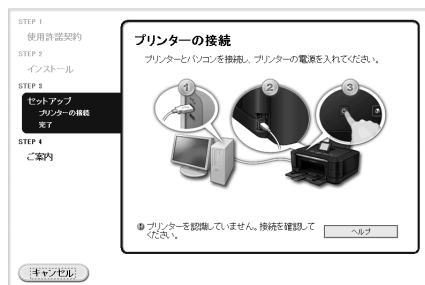 STEP 1
使用許諾契約
STEP 2
インストール
STEP 3
セットアップ
プリンターの接続
完了
STEP 4
ご案内
プリンターの接続
プリンターとパソコンを接続し、プリンターの電源を入れてください。
1
2
3
プリンターを認識していません。接続を確認して
ください。
ヘルプ
キャンセル